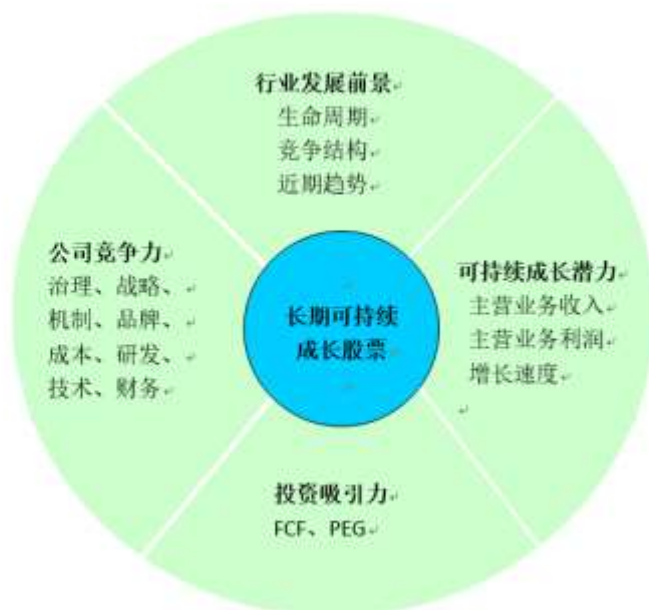 行业发展前景
生命周期
竞争结构
近期趋势
公司竞争力
治理、战略、
机制、品牌、
成本、研发、
技术、财务
长期可持续
成长股票
可持续成长潜力
主营业务收入
主营业务利润
增长速度
投资吸引力
FCF、PEG